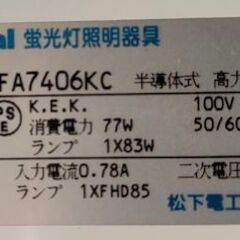 al 蛍光灯照明器具
FA7406KC 半導体式 高力
PS E K.E.K. 100V
消費電力 77W 50/60
ランプ 1X83W
入力電流0.78A 二次電圧
ランプ 1XFHD85
松下電工